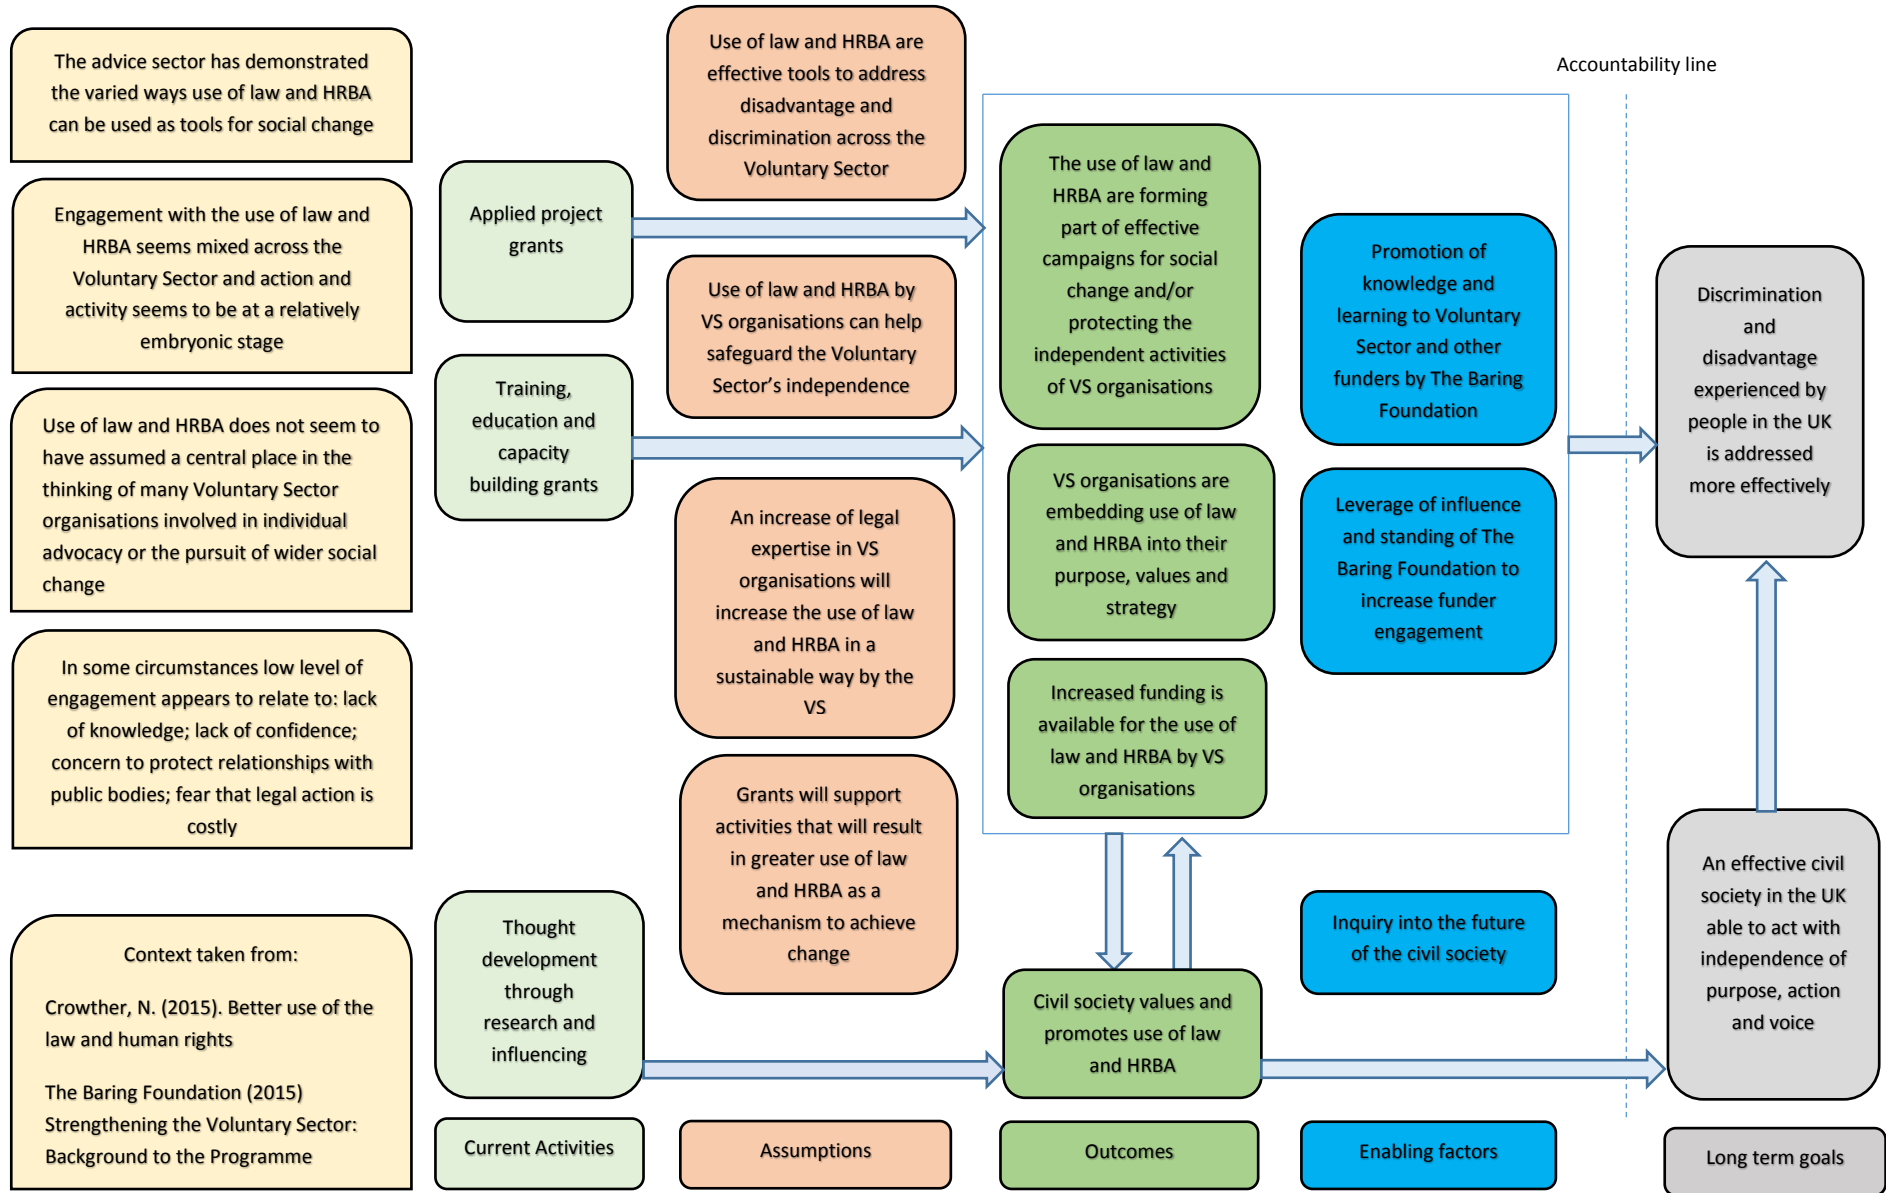 The advice sector has demonstrated
the varied ways use of law and HRBA
can be used as tools for social change
Engagement with the use of law and
HRBA seems mixed across the
Voluntary Sector and action and
activity seems to be at a relatively
embryonic stage
Use of law and HRBA does not seem to
have assumed a central place in the
thinking of many Voluntary Sector
organisations involved in individual
advocacy or the pursuit of wider social
change
In some circumstances low level of
engagement appears to relate to: lack
of knowledge; lack of confidence;
concern to protect relationships with
public bodies; fear that legal action is
costly
Context taken from:
Crowther, N. (2015). Better use of the
law and human rights
The Baring Foundation (2015)
Strengthening the Voluntary Sector:
Background to the Programme
Applied project
grants
Training,
education and
capacity
building grants
Thought
development
through
research and
influencing
Current Activities
Use of law and HRBA are
effective tools to address
disadvantage and
discrimination across the
Voluntary Sector
Use of law and HRBA by
VS organisations can help
safeguard the Voluntary
Sector's independence
An increase of legal
expertise in VS
organisations will
increase the use of law
and HRBA in a
sustainable way by the
VS
Grants will support
activities that will result
in greater use of law
and HRBA as a
mechanism to achieve
change
Assumptions
The use of law and
HRBA are forming
part of effective
campaigns for social
change and/or
protecting the
independent activities
of VS organisations
VS organisations are
embedding use of law
and HRBA into their
purpose, values and
strategy
Increased funding is
available for the use of
law and HRBA by VS
organisations
Civil society values and
promotes use of law
and HRBA
Outcomes
Promotion of
knowledge and
learning to Voluntary
Sector and other
funders by The Baring
Foundation
Leverage of influence
and standing of The
Baring Foundation to
increase funder
engagement
Inquiry into the future
of the civil society
Enabling factors
Accountability line
Discrimination
and
disadvantage
experienced by
people in the UK
is addressed
more effectively
An effective civil
society in the UK
able to act with
independence of
purpose, action
and voice
Long term goals